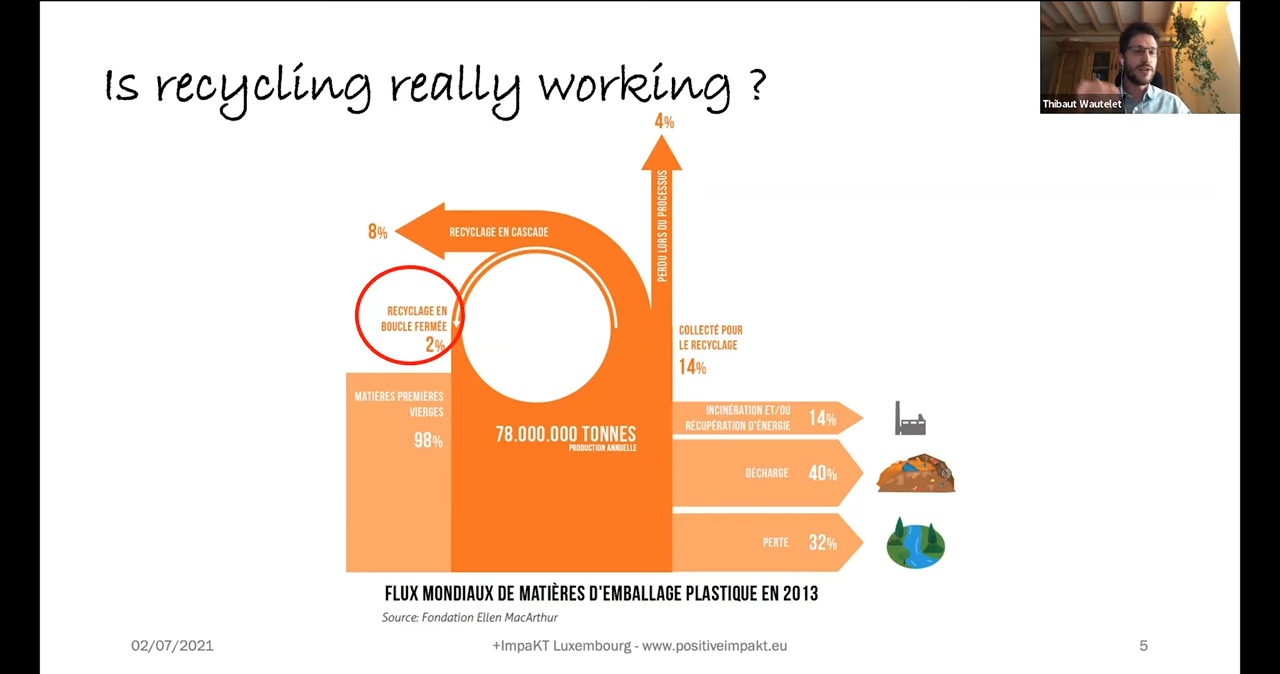 Is recycling really working ?
Thibaut Wautelet
4%
PERDU LORS DU PROCESSUS
8%
RECYCLAGE EN CASCADE
RECYCLAGE EN
BOUCLE FERMÉE
2%
COLLECTÉ POUR
LE RECYCLAGE
14%
MATIÈRES PREMIÈRES
VIERGES
98%
78.000.000 TONNES
PRODUCTION ANNUELLE
INCINÉRATION ET/OU
RÉCUPÉRATION D'ÉNERGIE
14%
DÉCHARGE
40%
PERTE
32%
FLUX MONDIAUX DE MATIÈRES D'EMBALLAGE PLASTIQUE EN 2013
Source: Fondation Ellen MacArthur
02/07/2021
+ImpaKT Luxembourg - www.positiveimpakt.eu
5